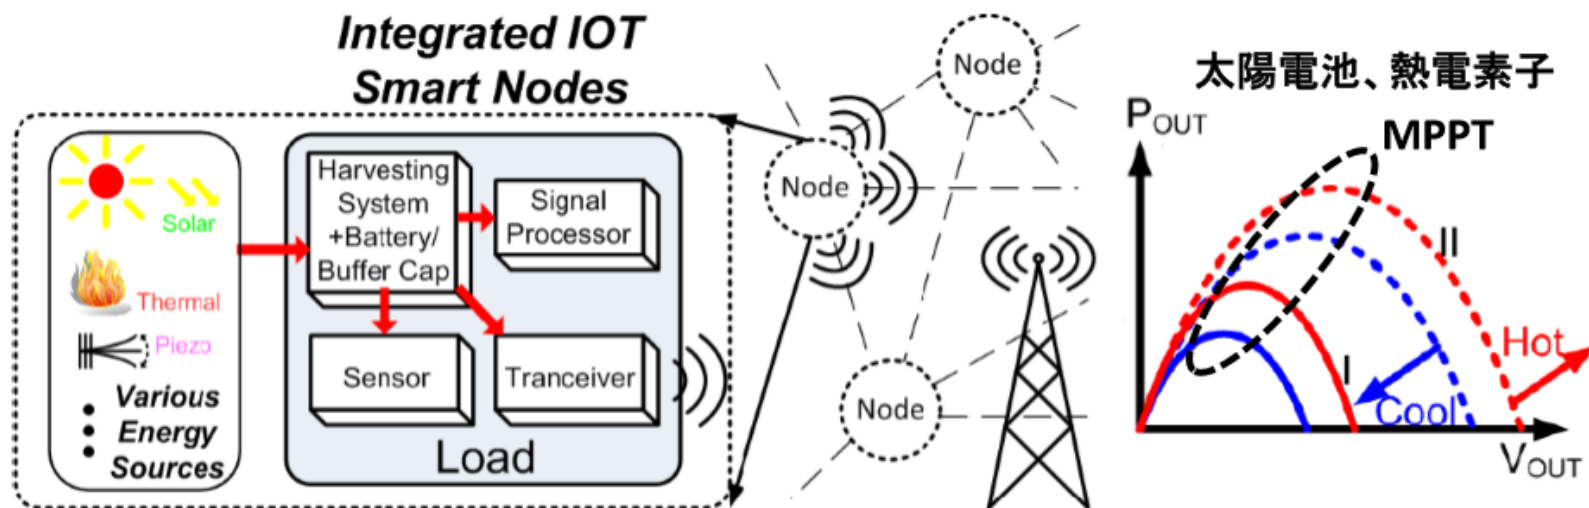 Integrated IOT
Smart Nodes
Solar
Thermal
Piezo
Various
Energy
Sources
Harvesting
System
+Battery/
Buffer Cap
Signal
Processor
Sensor
Tranceiver
Load
Node
Node
Node
太陽電池、熱電素子
POUT
MPPT
II
Hot
I
Cool
VOUT